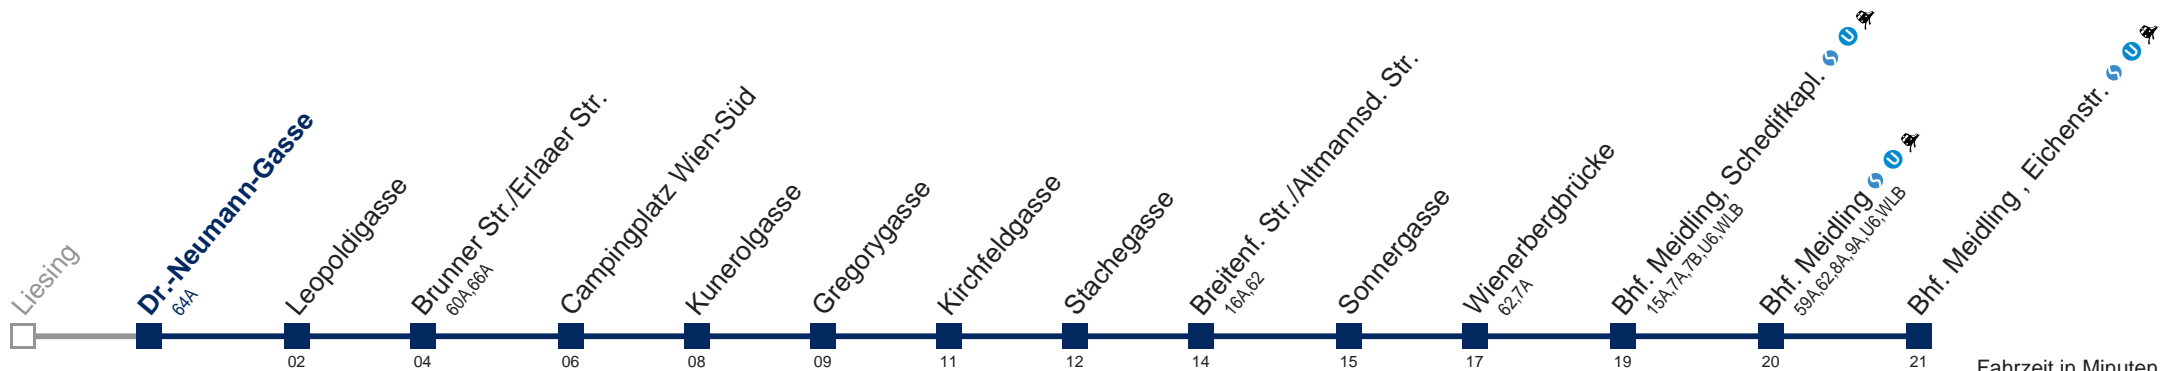 Liesing
Dr.-Neumann-Gasse
64A
Leopoldigasse
02
Brunner Str./Erlaaer Str.
60A,66A
04
Campingplatz Wien-Süd
06
Kunerolgasse
08
Gregorygasse
09
Kirchfeldgasse
11
Stachegasse
12
Breitenf. Str./Altmannsd. Str.
16A,62
14
Sonnergasse
15
Wienerbergbrücke
62,7A
17
Bhf. Meidling, Schedifkapl. S U
15A,7A,7B,U6,WLB
19
Bhf. Meidling S U
59A,62,8A,9A,U6,WLB
20
Bhf. Meidling , Eichenstr. S U
21
Fahrzeit in Minuten